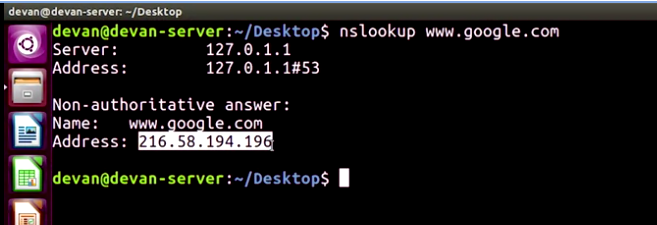 devan@devan-server: ~/Desktop
devan@devan-server:~/Desktop$ nslookup www.google.com
Server:         127.0.1.1
Address:        127.0.1.1#53
Non-authoritative answer:
Name:   www.google.com
Address: 216.58.194.196
devan@devan-server:~/Desktop$